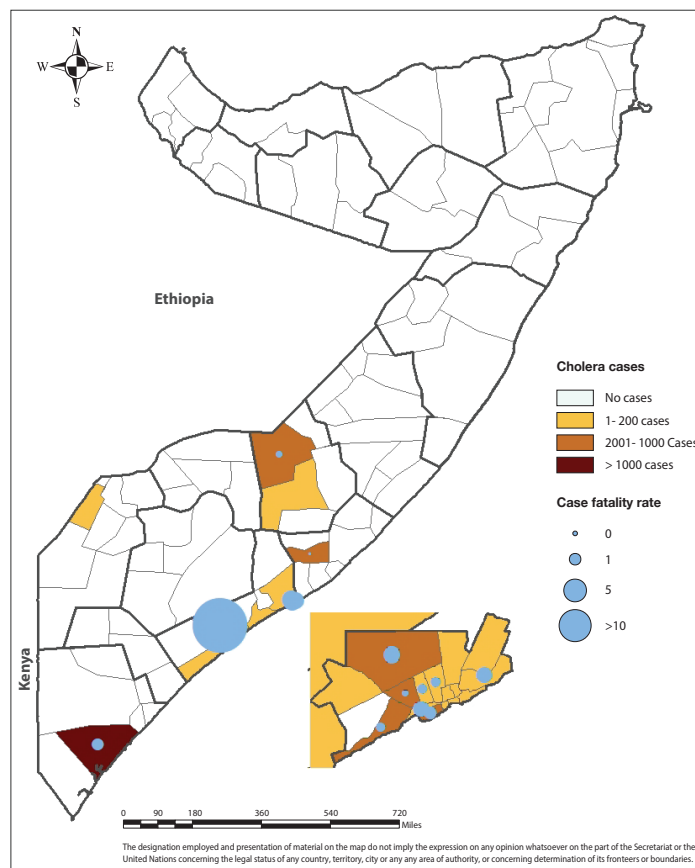 N
W E
S
Ethiopia
Kenya
Cholera cases
No cases
1- 200 cases
2001- 1000 Cases
> 1000 cases
Case fatality rate
0
1
5
>10
0 90 180 360 540 720
Miles
The designation employed and presentation of material on the map do not imply the expression on any opinion whatsoever on the part of the Secretariat or the
United Nations concerning the legal status of any country, territory, city or any any area of authority, or concerning determination of its fronteers or boundaries.